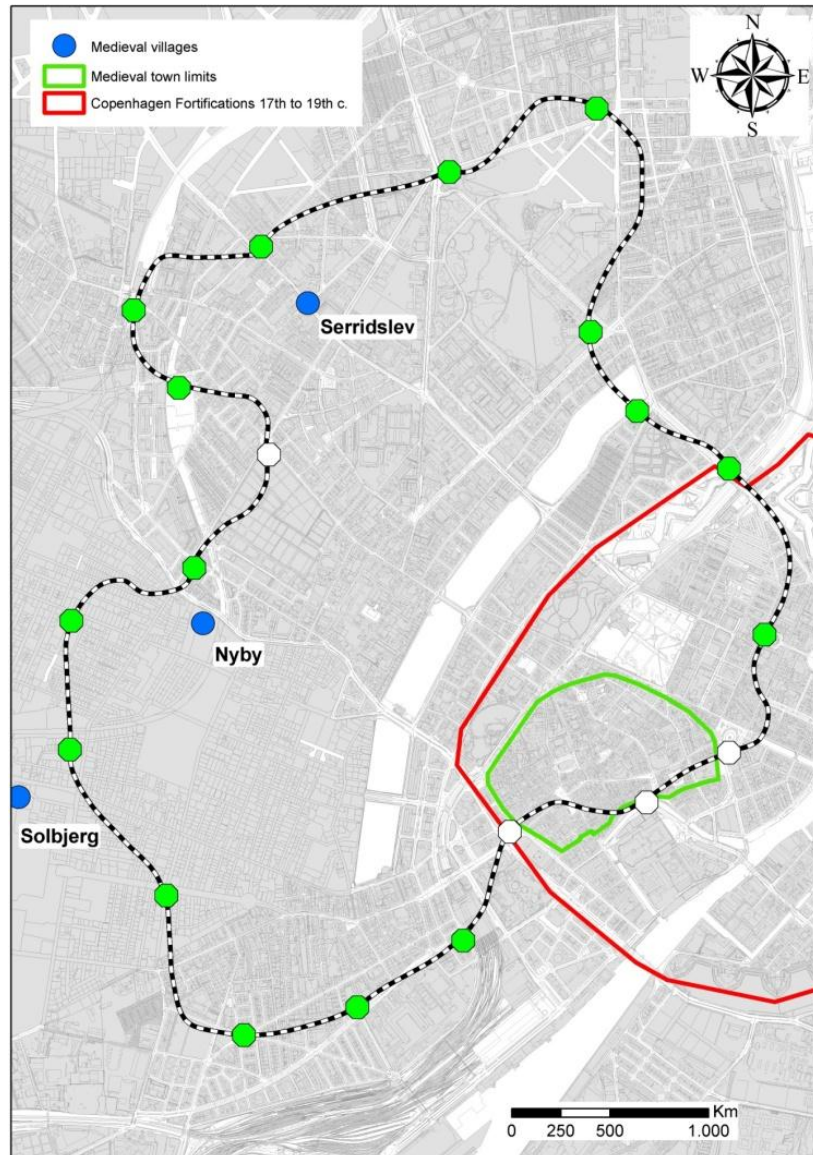 Medieval villages
Medieval town limits
Copenhagen Fortifications 17th to 19th c.
N
W E
S
Serridslev
Nyby
Solbjerg
Km
0 250 500 1.000